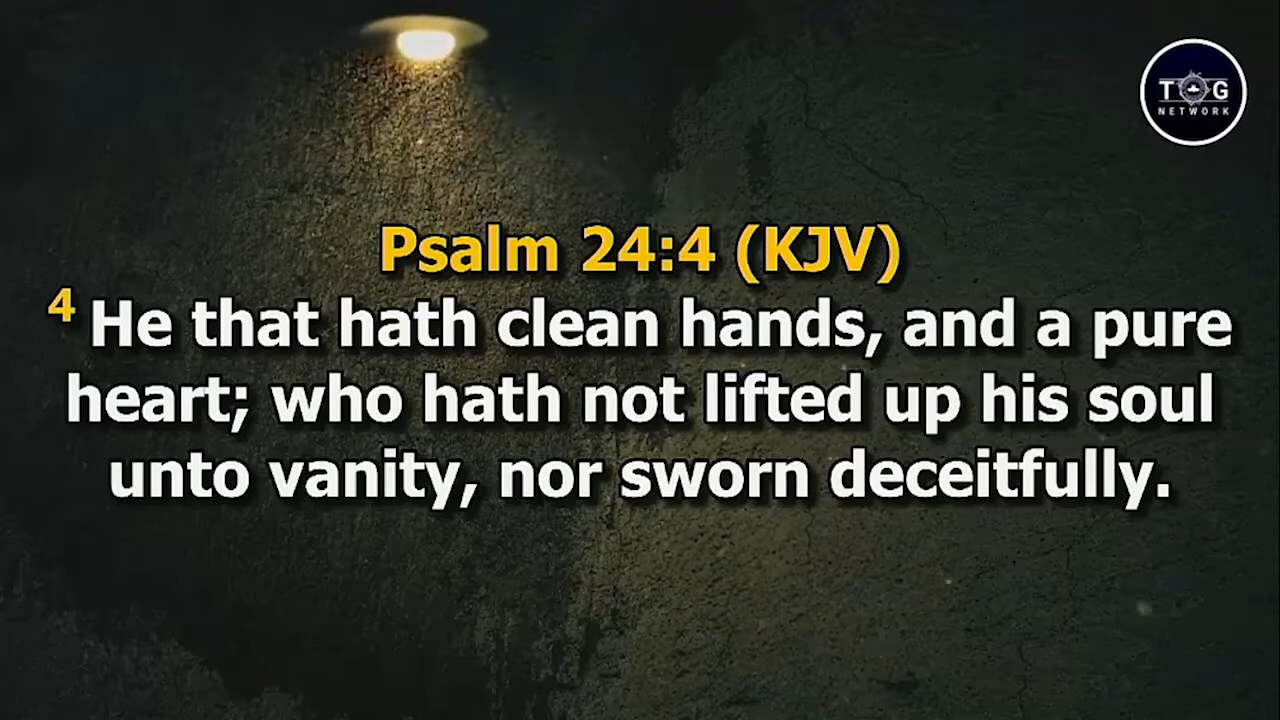 T G
NETWORK
Psalm 24:4 (KJV)
4 He that hath clean hands, and a pure
heart; who hath not lifted up his soul
unto vanity, nor sworn deceitfully.